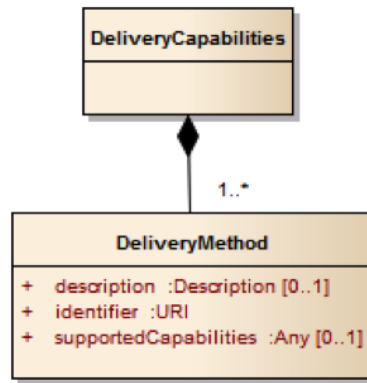 DeliveryCapabilities
1..*
DeliveryMethod
+ description :Description [0..1]
+ identifier :URI
+ supportedCapabilities :Any [0..1]